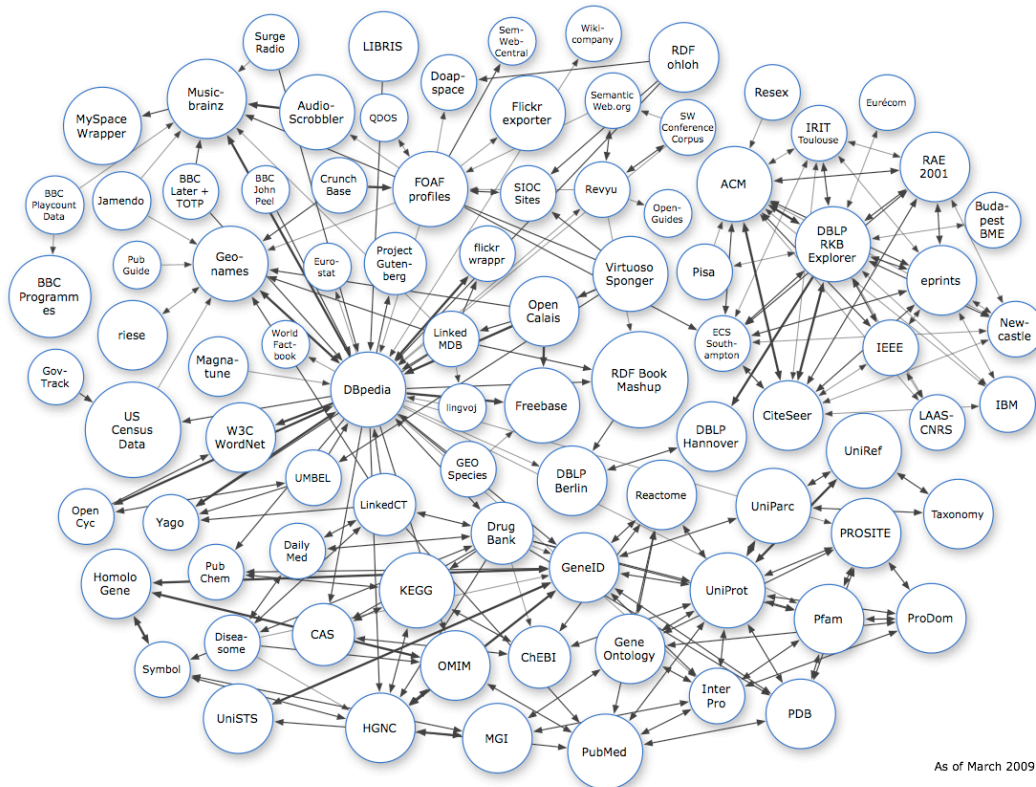 Surge
Radio
LIBRIS
Sem-
Web-
Central
Wiki-
company
RDF
ohloh
Doap-
space
Music-
brainz
Audio-
Scrobbler
QDOS
Flickr
exporter
Semantic
Web.org
SW
Conference
Corpus
Resex
Eurécom
MySpace
Wrapper
IRIT
Toulouse
RAE
2001
ACM
BBC
Playcount
Data
Jamendo
BBC
Later +
TOTP
BBC
John
Peel
Crunch
Base
FOAF
profiles
SIOC
Sites
Revyu
Open-
Guides
Buda-
pest
BME
DBLP
RKB
Explorer
Pub
Guide
Geo-
names
Euro-
stat
Project
Guten-
berg
flickr
wrappr
Virtuoso
Sponger
Pisa
eprints
BBC
Programm
es
riese
World
Fact-
book
Linked
MDB
Open
Calais
ECS
South-
ampton
IEEE
New-
castle
Gov-
Track
Magna-
tune
DBpedia
RDF Book
Mashup
lingvoj
Freebase
US
Census
Data
W3C
WordNet
DBLP
Hannover
CiteSeer
LAAS-
CNRS
IBM
UniRef
GEO
Species
DBLP
Berlin
UMBEL
LinkedCT
Reactome
UniParc
Taxonomy
Open
Cyc
Yago
Drug
Bank
PROSITE
Daily
Med
Pub
Chem
Homolo
Gene
KEGG
GeneID
UniProt
Pfam
ProDom
CAS
Disea-
some
Symbol
OMIM
ChEBI
Gene
Ontology
Inter
Pro
UniSTS
HGNC
MGI
PubMed
PDB
As of March 2009